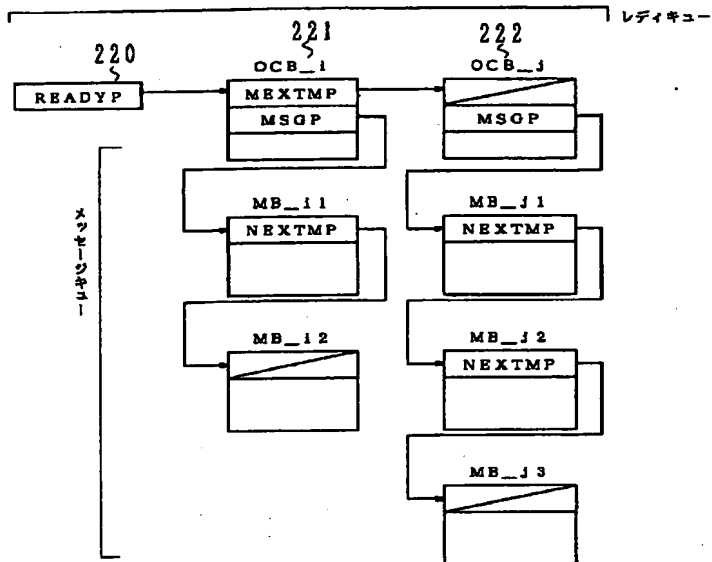 レディキュー
220
READYP
221
OCB_i
MEXTMP
MSGP
222
OCB_j
MSGP
メッセージキュー
MB_i1
NEXTMP
MB_j1
NEXTMP
MB_i2
MB_j2
NEXTMP
MB_j3